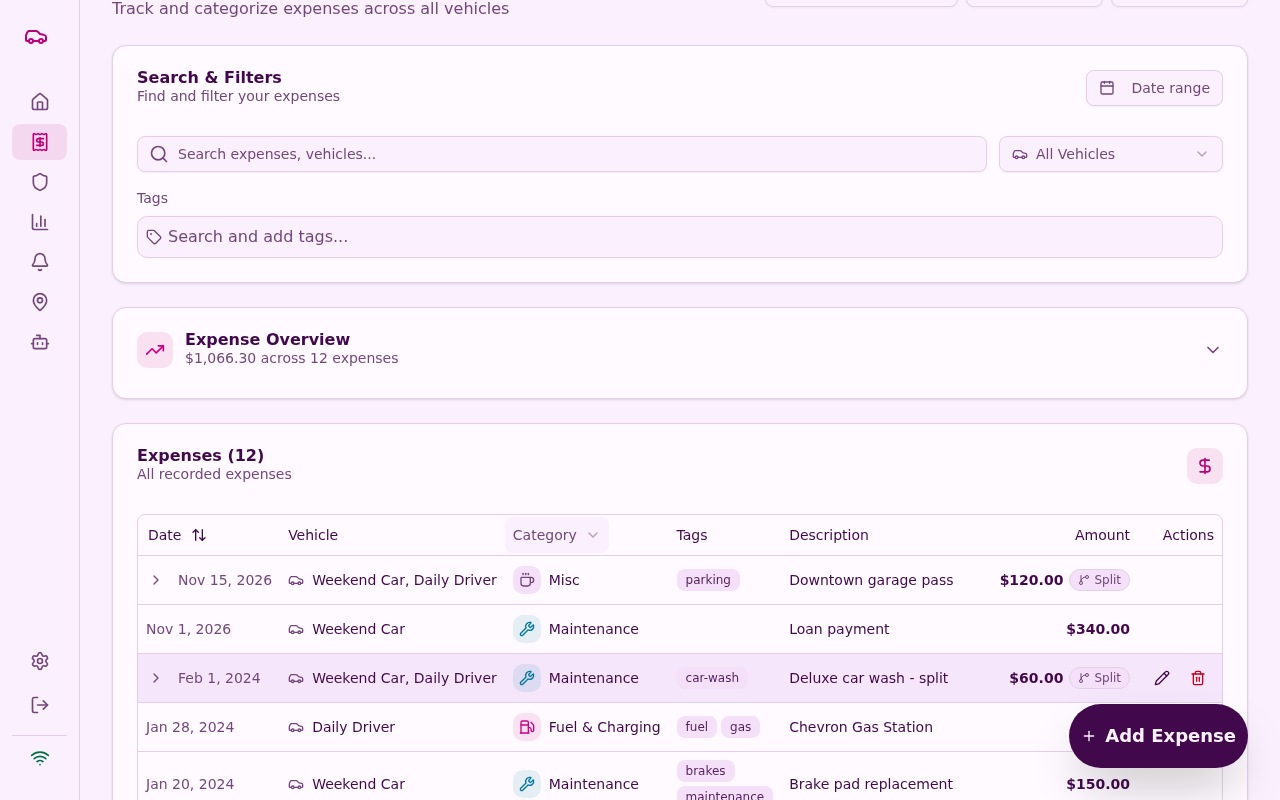 Track and categorize expenses across all vehicles
Search & Filters
Find and filter your expenses
Date range
Search expenses, vehicles...
All Vehicles
Tags
Search and add tags...
Expense Overview
$1,066.30 across 12 expenses
Expenses (12)
All recorded expenses
Date Vehicle Category Tags Description Amount Actions
Nov 15, 2026 Weekend Car, Daily Driver Misc parking Downtown garage pass $120.00 Split
Nov 1, 2026 Weekend Car Maintenance Loan payment $340.00
Feb 1, 2024 Weekend Car, Daily Driver Maintenance car-wash Deluxe car wash - split $60.00 Split
Jan 28, 2024 Daily Driver Fuel & Charging fuel gas Chevron Gas Station
+ Add Expense
Jan 20, 2024 Weekend Car Maintenance brakes Brake pad replacement $150.00
maintenance